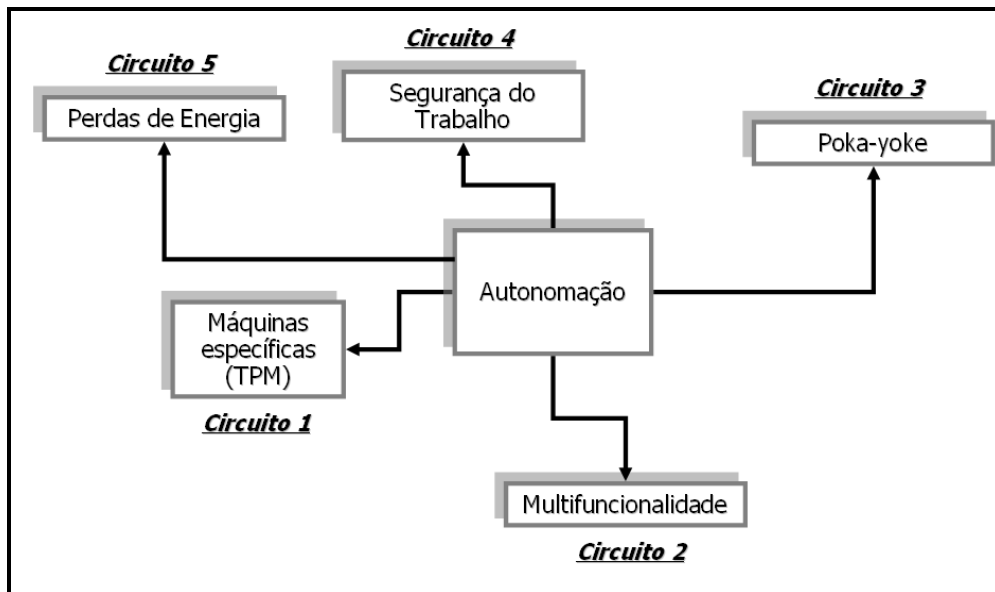 Circuito 4
Segurança do
Trabalho
Circuito 5
Perdas de Energia
Circuito 3
Poka-yoke
Autonomação
Máquinas
específicas
(TPM)
Circuito 1
Multifuncionalidade
Circuito 2